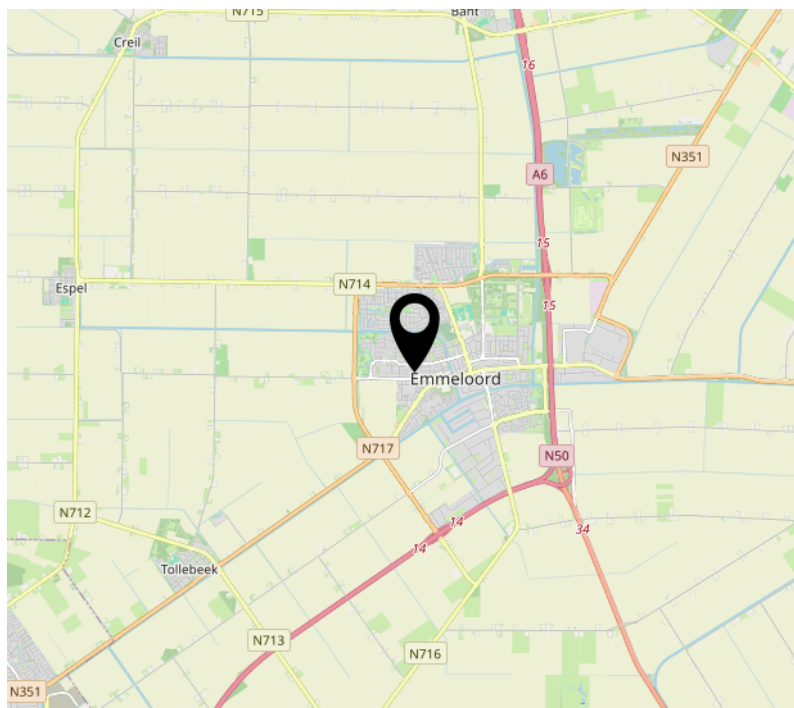 N715
Bant
Creil
16
N351
A6
15
N714
Espel
15
Emmeloord
N717
N50
N712
14
14
34
Tollebeek
N713
N716
N351